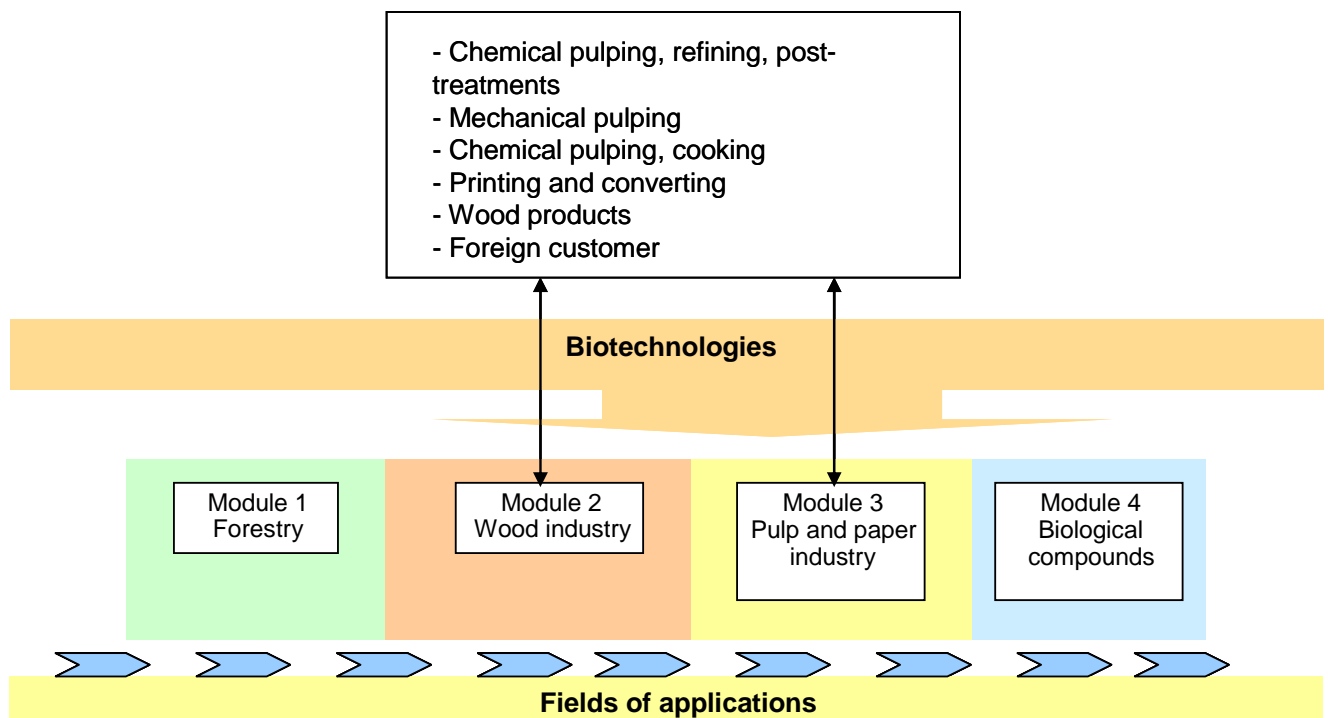 - Chemical pulping, refining, post-
treatments
- Mechanical pulping
- Chemical pulping, cooking
- Printing and converting
- Wood products
- Foreign customer
Biotechnologies
Module 1
Forestry
Module 2
Wood industry
Module 3
Pulp and paper
industry
Module 4
Biological
compounds
Fields of applications